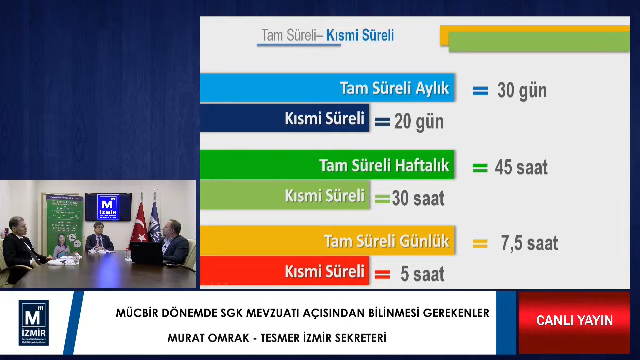 Tam Süreli– Kısmi Süreli
Tam Süreli Aylık = 30 gün
Kısmi Süreli = 20 gün
Tam Süreli Haftalık = 45 saat
Kısmi Süreli = 30 saat
Tam Süreli Günlük = 7,5 saat
Kısmi Süreli = 5 saat
M
İZMİR
M
İZMİR
MÜCBİR DÖNEMDE SGK MEVZUATI AÇISINDAN BİLİNMESİ GEREKENLER
MURAT OMRAK - TESMER İZMİR SEKRETERİ
CANLI YAYIN